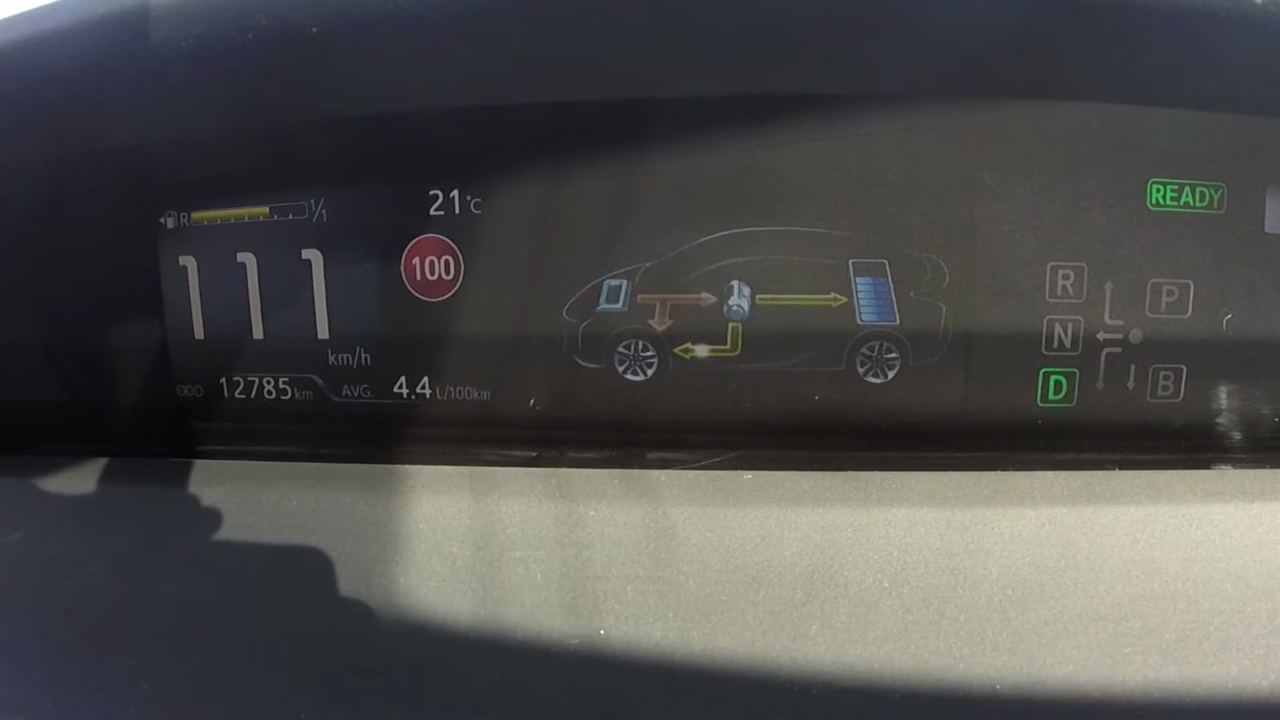 R 1/1
21°C
111
km/h
100
ODO 12785 km AVG. 4.4 L/100km
READY
R
P
N
D
B